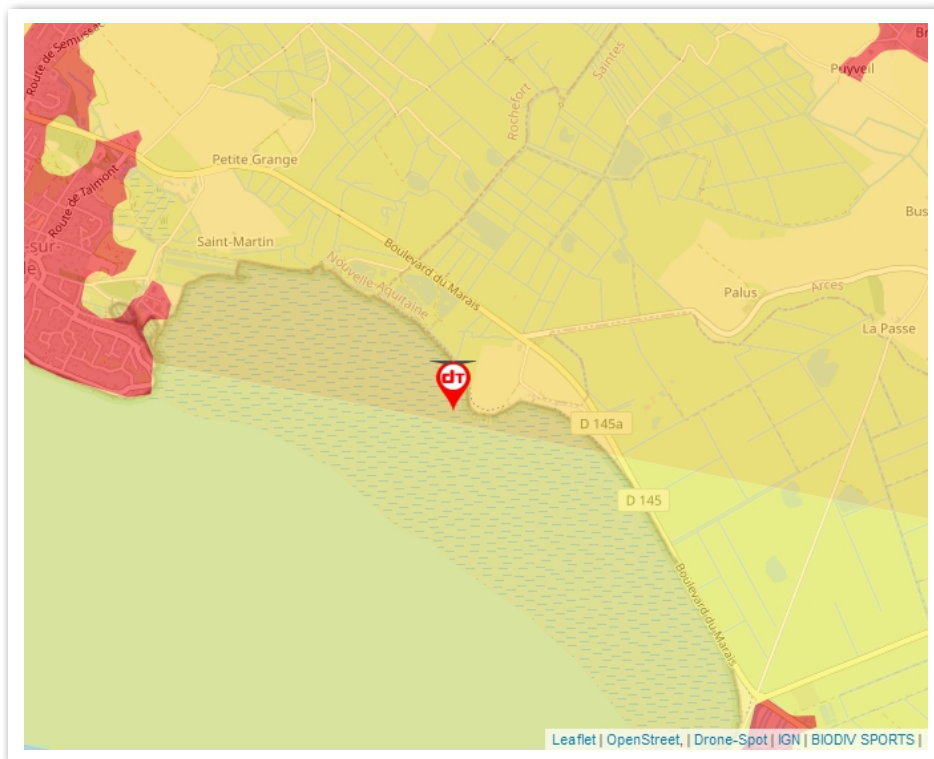 Route de Semussac
Br
Puyveil
Saintes
Rochefort
Petite Grange
Route de Talmont
Bus
-sur-
Saint-Martin
Boulevard du Marais
Nouvelle-Aquitaine
Arces
Palus
La Passe
dT
D 145a
D 145
Boulevard du Marais
Leaflet | OpenStreet, | Drone-Spot | IGN | BIODIV SPORTS |